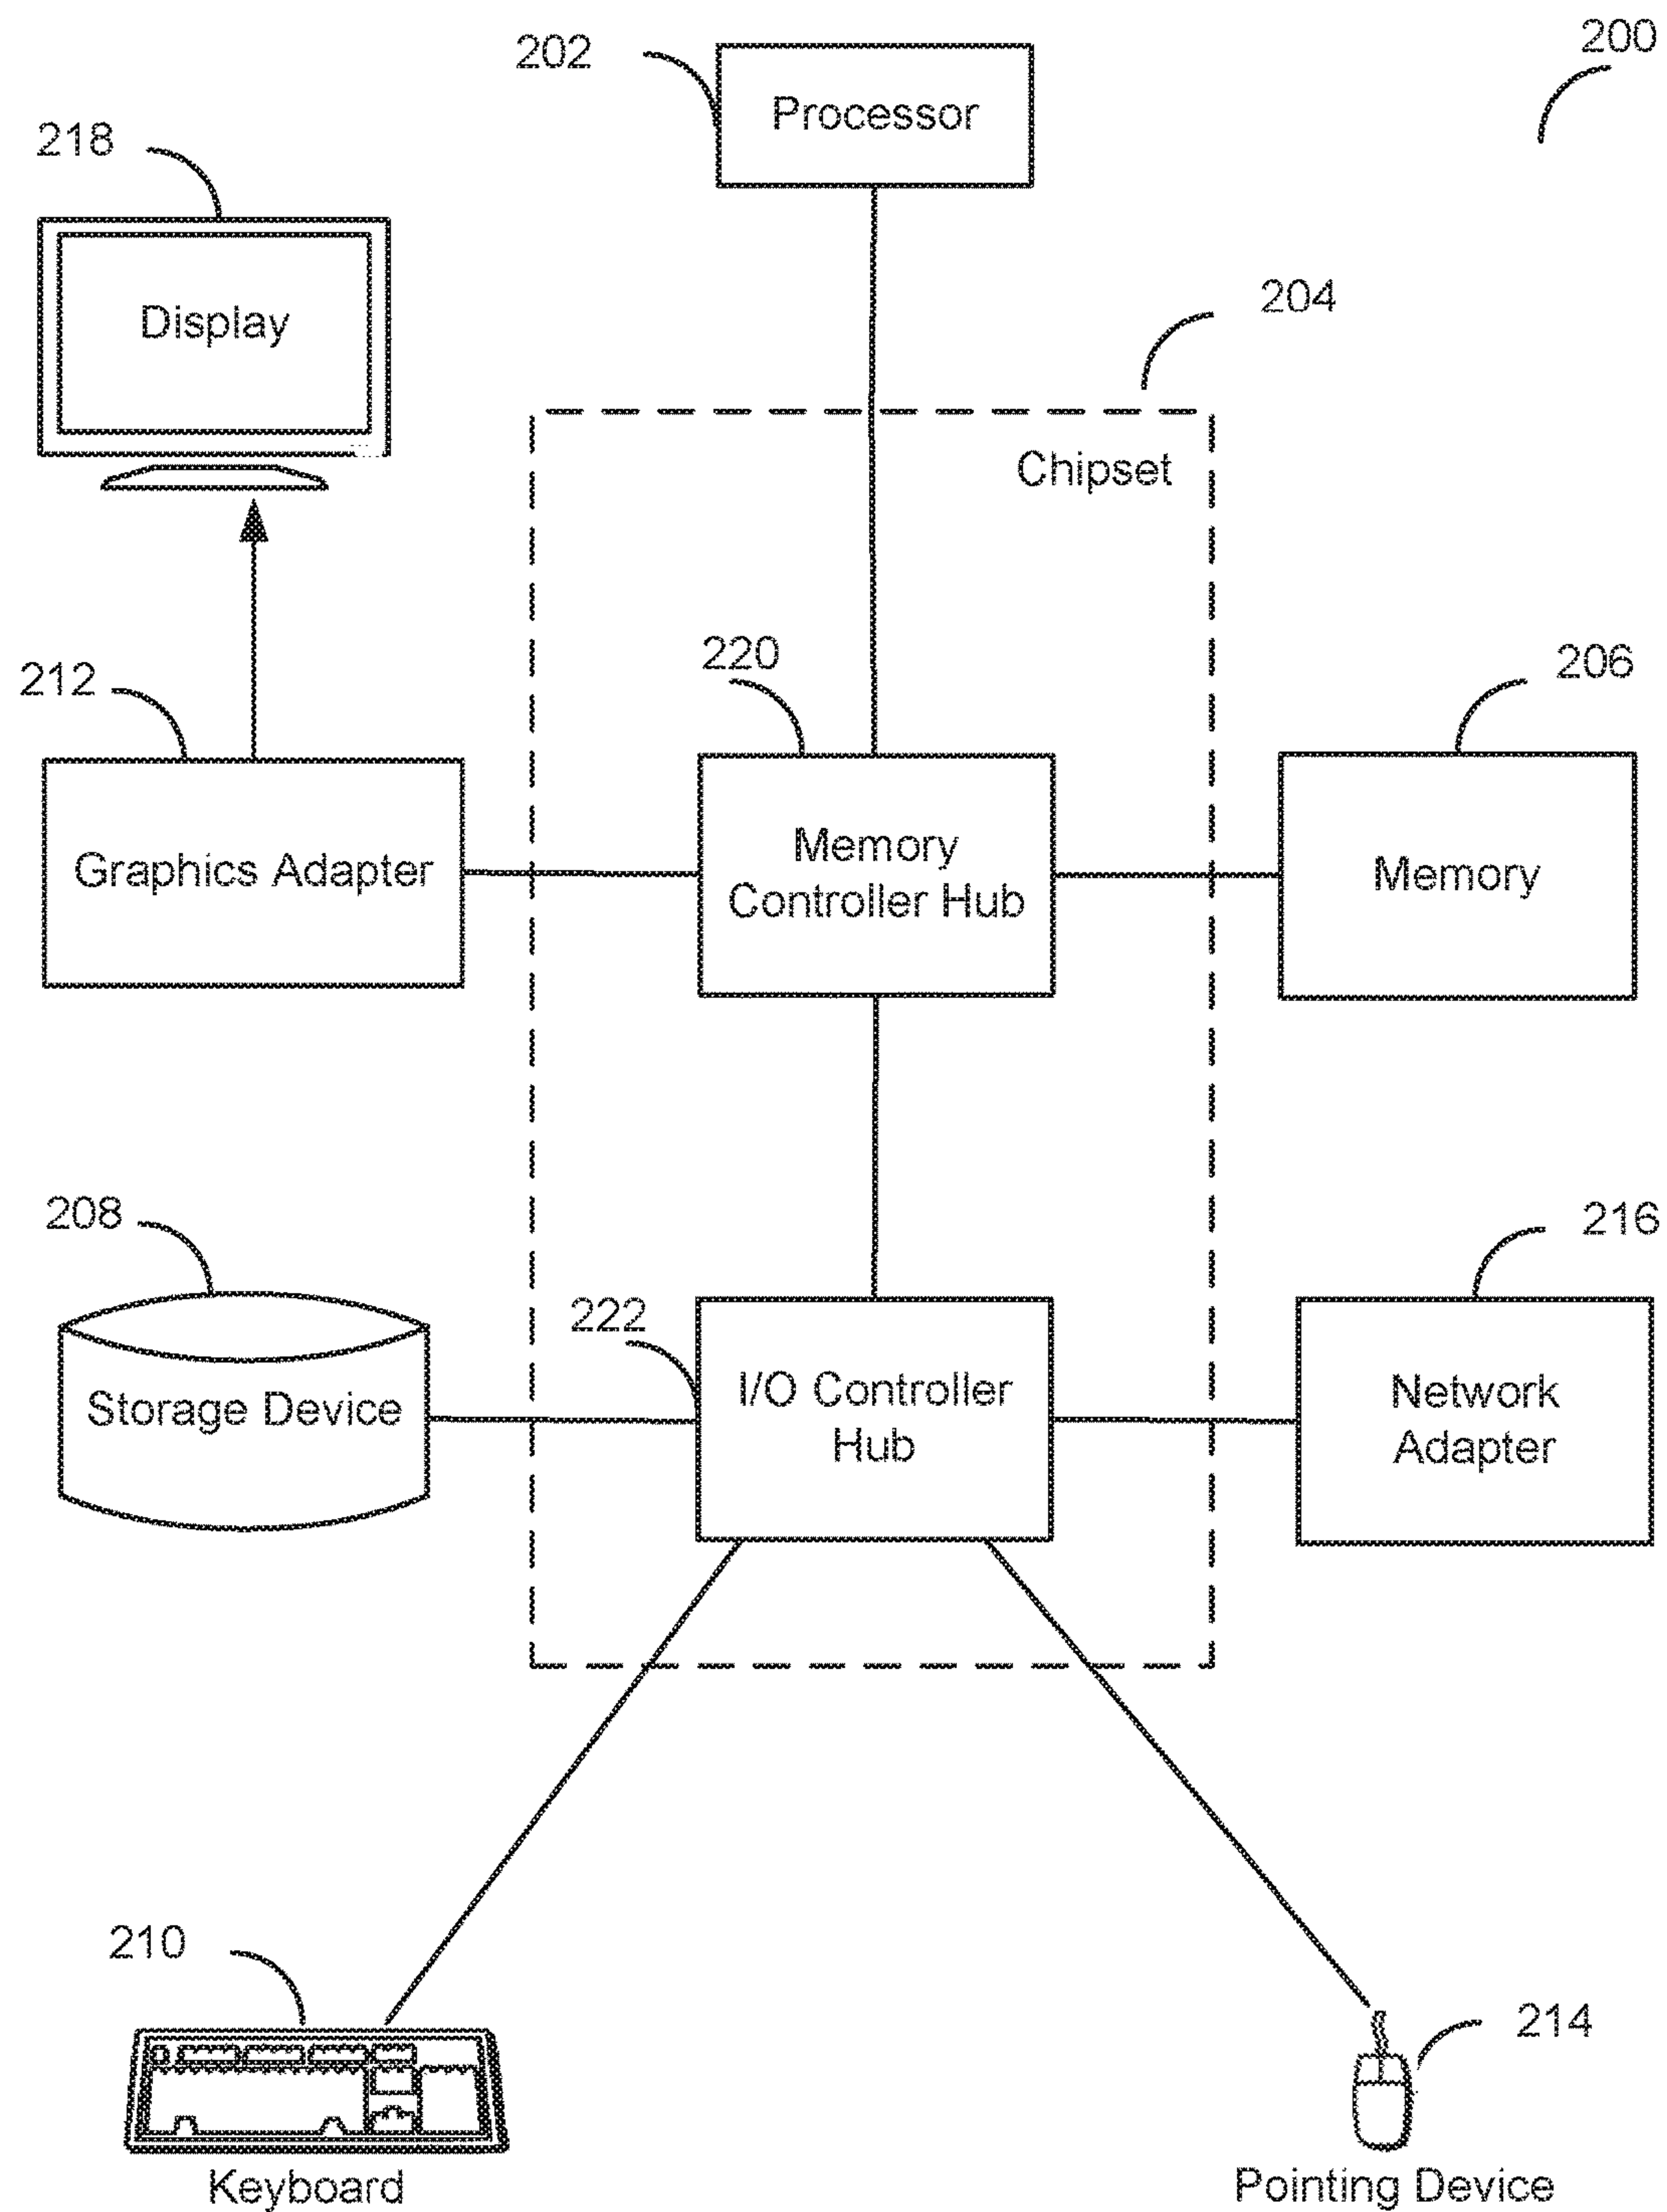 200
202
Processor
218
Display
204
Chipset
212
220
206
Graphics Adapter
Memory
Controller Hub
Memory
208
222
216
Storage Device
I/O Controller
Hub
Network
Adapter
210
214
Keyboard
Pointing Device